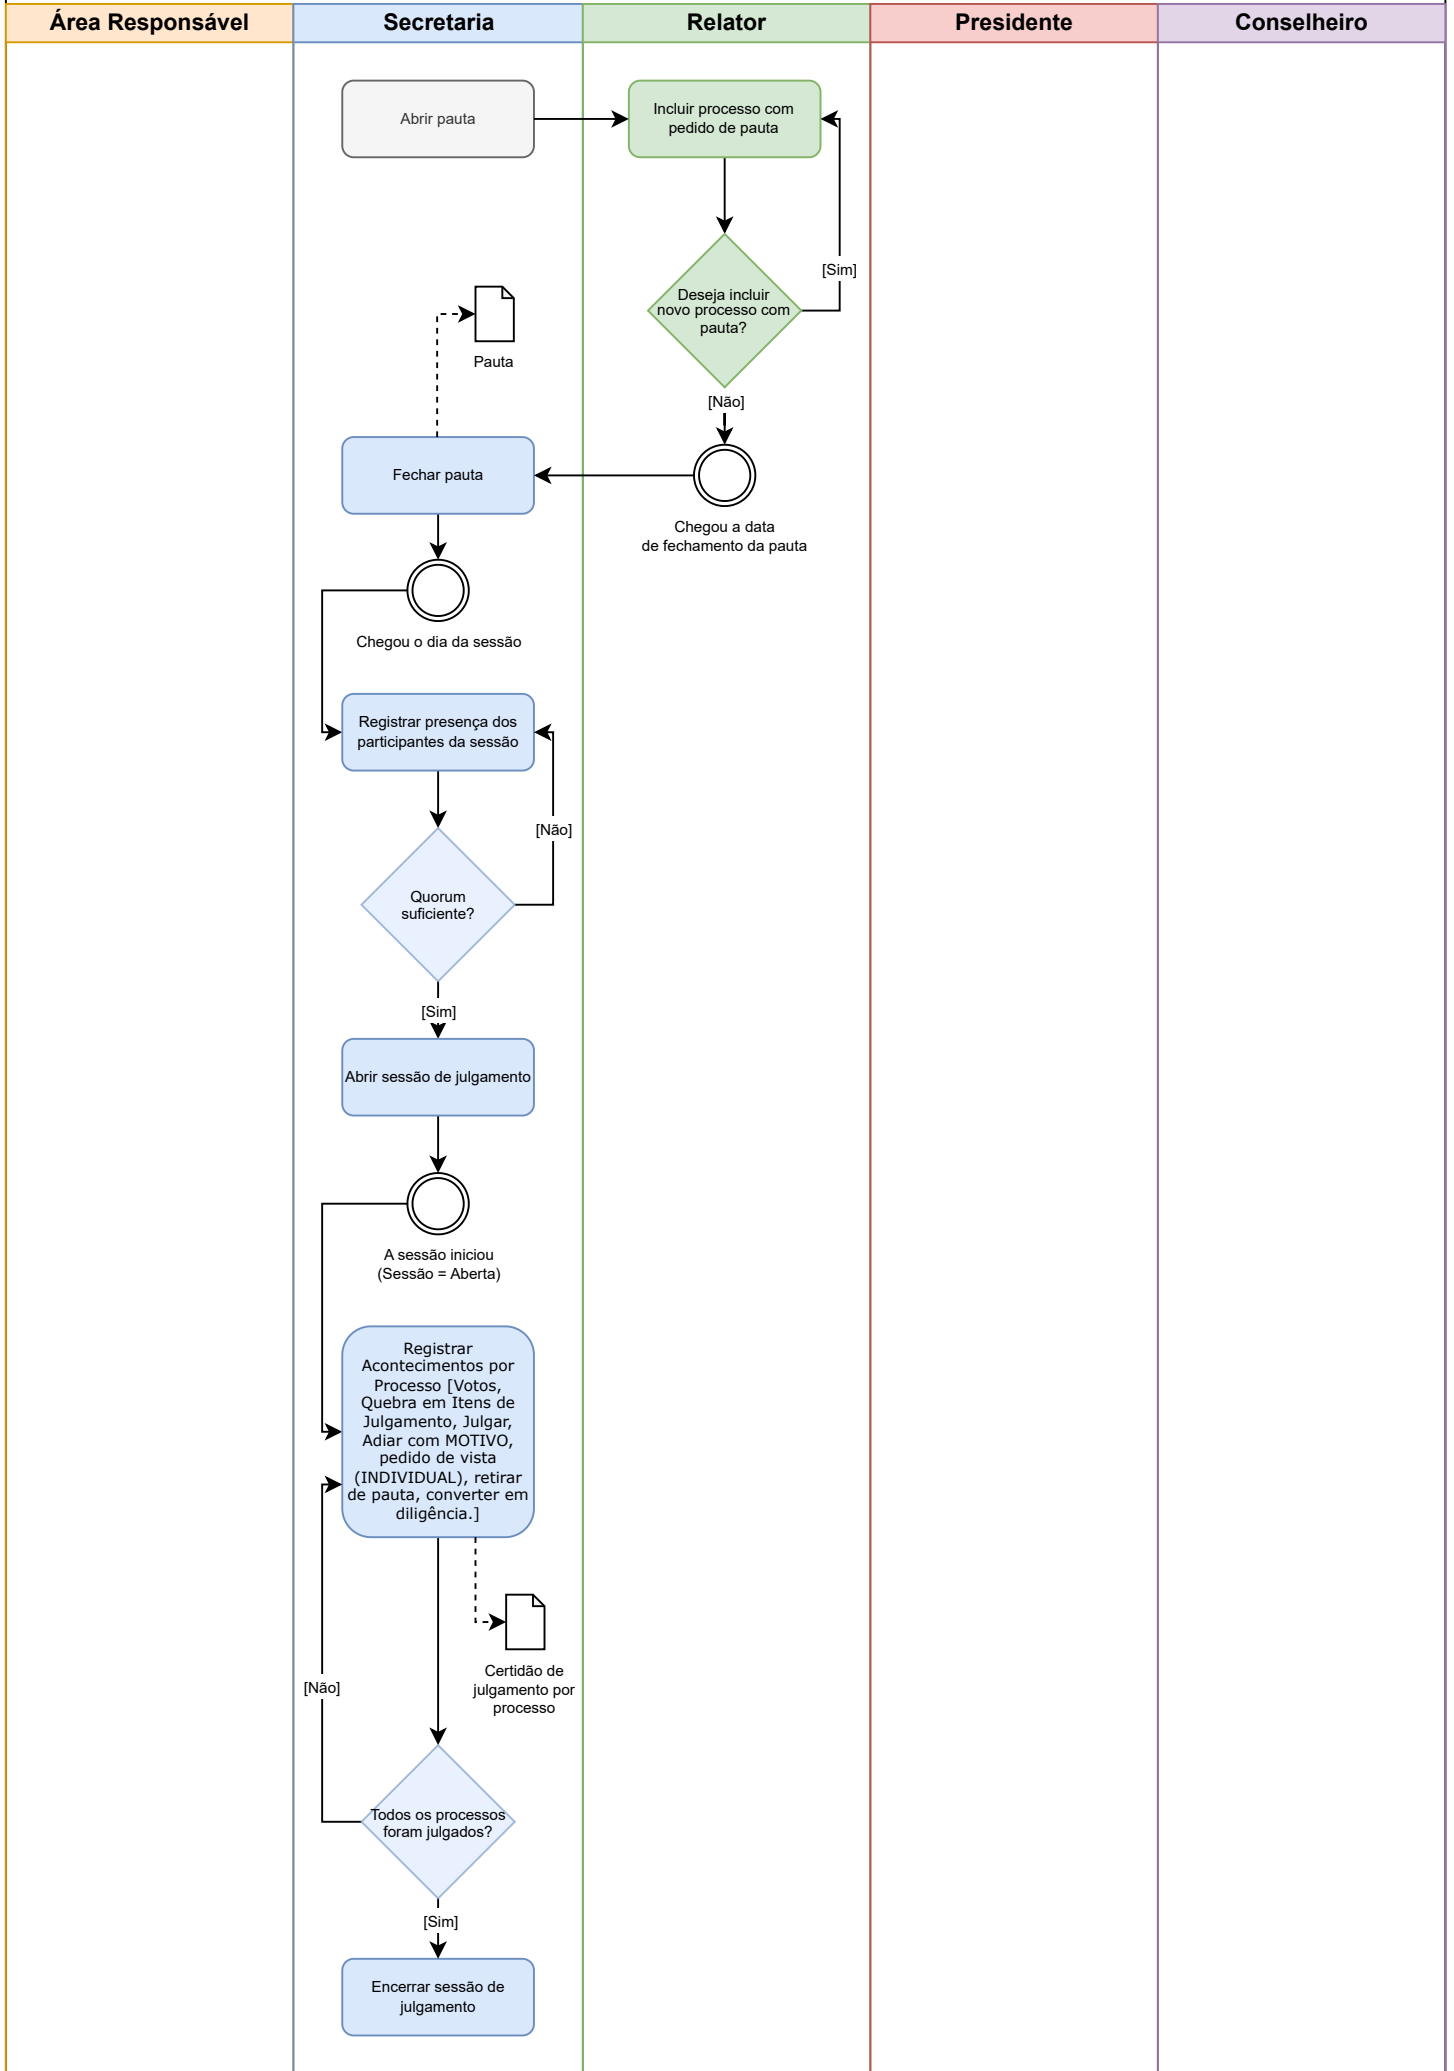 Área Responsável
Secretaria
Relator
Presidente
Conselheiro
Abrir pauta
Incluir processo com
pedido de pauta
[Sim]
Deseja incluir
novo processo com
pauta?
Pauta
[Não]
Fechar pauta
Chegou a data
de fechamento da pauta
Chegou o dia da sessão
Registrar presença dos
participantes da sessão
[Não]
Quorum
suficiente?
[Sim]
Abrir sessão de julgamento
A sessão iniciou
(Sessão = Aberta)
Registrar
Acontecimentos por
Processo [Votos,
Quebra em Itens de
Julgamento, Julgar,
Adiar com MOTIVO,
pedido de vista
(INDIVIDUAL), retirar
de pauta, converter em
diligência.]
Certidão de
julgamento por
processo
[Não]
Todos os processos
foram julgados?
[Sim]
Encerrar sessão de
julgamento